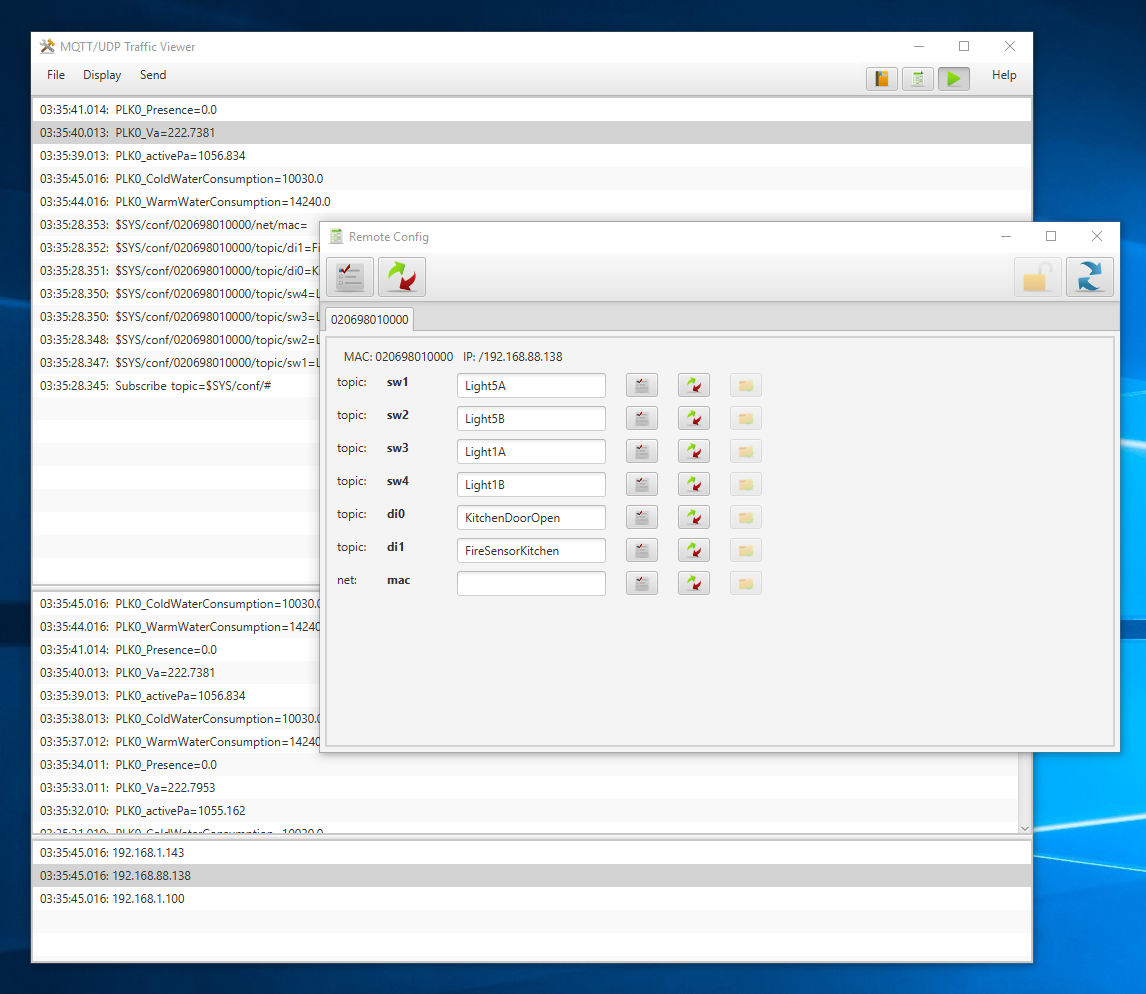 MQTT/UDP Traffic Viewer
File Display Send Help
03:35:41.014: PLK0_Presence=0.0
03:35:40.013: PLK0_Va=222.7381
03:35:39.013: PLK0_activePa=1056.834
03:35:45.016: PLK0_ColdWaterConsumption=10030.0
03:35:44.016: PLK0_WarmWaterConsumption=14240.0
03:35:28.353: $SYS/conf/020698010000/net/mac=
03:35:28.352: $SYS/conf/020698010000/topic/di1=Fi
03:35:28.351: $SYS/conf/020698010000/topic/di0=K
03:35:28.350: $SYS/conf/020698010000/topic/sw4=L
03:35:28.350: $SYS/conf/020698010000/topic/sw3=L
03:35:28.348: $SYS/conf/020698010000/topic/sw2=L
03:35:28.347: $SYS/conf/020698010000/topic/sw1=L
03:35:28.345: Subscribe topic=$SYS/conf/#
Remote Config
020698010000
MAC: 020698010000 IP: /192.168.88.138
topic: sw1 Light5A
topic: sw2 Light5B
topic: sw3 Light1A
topic: sw4 Light1B
topic: di0 KitchenDoorOpen
topic: di1 FireSensorKitchen
net: mac
03:35:45.016: PLK0_ColdWaterConsumption=10030.0
03:35:44.016: PLK0_WarmWaterConsumption=14240
03:35:41.014: PLK0_Presence=0.0
03:35:40.013: PLK0_Va=222.7381
03:35:39.013: PLK0_activePa=1056.834
03:35:38.013: PLK0_ColdWaterConsumption=10030.0
03:35:37.012: PLK0_WarmWaterConsumption=14240
03:35:34.011: PLK0_Presence=0.0
03:35:33.011: PLK0_Va=222.7953
03:35:32.010: PLK0_activePa=1055.162
03:35:31.010: PLK0_ColdWaterConsumption=10030.0
03:35:45.016: 192.168.1.143
03:35:45.016: 192.168.88.138
03:35:45.016: 192.168.1.100